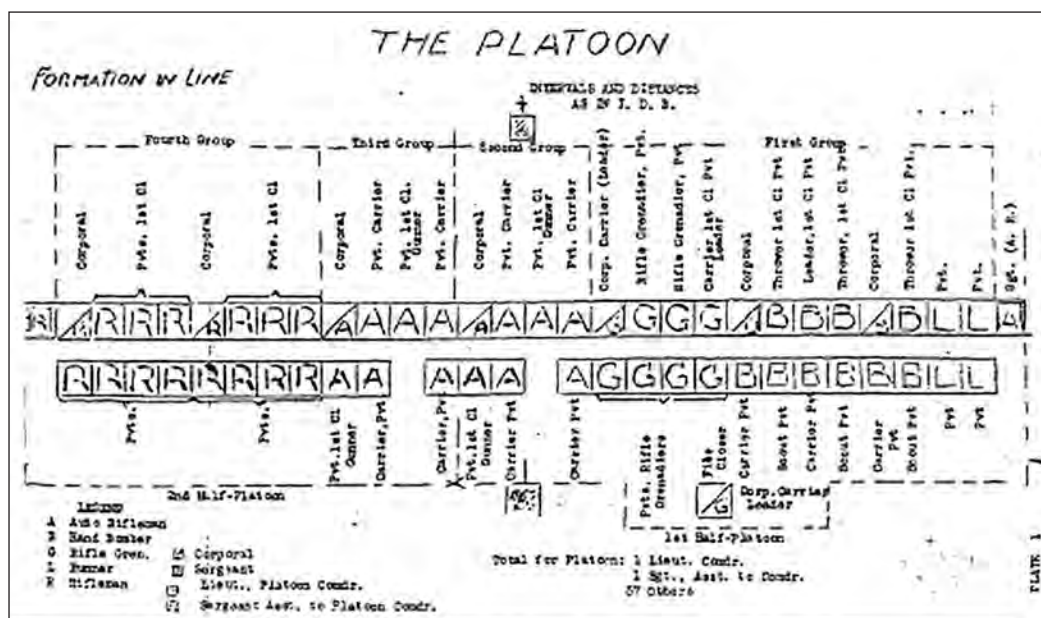 THE PLATOON
FORMATION IN LINE
INTERVALS AND DISTANCES
AS IN I. D. R.
Fourth Group
Third Group
Second Group
First Group
Corporal
Pvts. 1st Cl
Corporal
Pvts. 1st Cl
Corporal
Pvt. Carrier
Pvt. 1st Cl. Gunner
Pvt. Carrier
Corporal
Pvt. Carrier
Pvt. 1st Cl Gunner
Pvt. Carrier
Corp. Carrier (Leader)
Rifle Grenadier, Pvt.
Rifle Grenadier, Pvt
Carrier 1st Cl Pvt Leader
Corporal
Thrower 1st Cl Pvt
Leader, 1st Cl Pvt
Thrower, 1st Cl Pvt
Corporal
Thrower 1st Cl Pvt.
Pvt.
Pvt.
Sgt. (A. R.)
R R R R R R R R A A A A A A A A G G G G B B B B B B L L A
R R R R R R R R A A A A A A G G G G B B B B B B L L
Pvts.
Pvts.
Pvt. 1st Cl Gunner
Carrier, Pvt
Carrier, Pvt
Pvt. 1st Cl Gunner
Carrier Pvt
Carrier Pvt
Pvts. Rifle Grenadiers
File Closer
Carrier Pvt
Scout Pvt
Carrier Pvt
Scout Pvt
Carrier Pvt
Scout Pvt
Pvt
Pvt
G
Corp. Carrier Leader
2nd Half-Platoon
1st Half-Platoon
LEGEND
A Auto Rifleman
B Hand Bomber
G Rifle Gren.
L Runner
R Rifleman
Corporal
Sergeant
Lieut., Platoon Comdr.
Sergeant Asst. to Platoon Comdr.
Total for Platoon: 1 Lieut. Comdr.
1 Sgt., Asst. to Comdr.
57 Others
PLATE 1